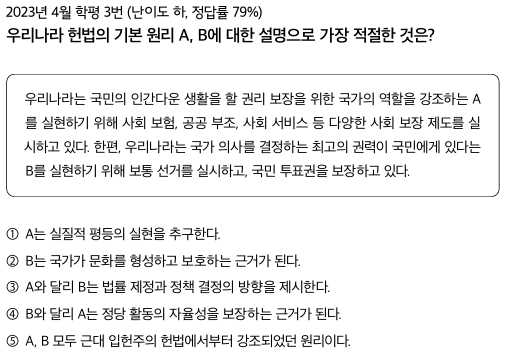 2023년 4월 학평 3번 (난이도 하, 정답률 79%)
우리나라 헌법의 기본 원리 A, B에 대한 설명으로 가장 적절한 것은?
우리나라는 국민의 인간다운 생활을 할 권리 보장을 위한 국가의 역할을 강조하는 A
를 실현하기 위해 사회 보험, 공공 부조, 사회 서비스 등 다양한 사회 보장 제도를 실
시하고 있다. 한편, 우리나라는 국가 의사를 결정하는 최고의 권력이 국민에게 있다는
B를 실현하기 위해 보통 선거를 실시하고, 국민 투표권을 보장하고 있다.
① A는 실질적 평등의 실현을 추구한다.
② B는 국가가 문화를 형성하고 보호하는 근거가 된다.
③ A와 달리 B는 법률 제정과 정책 결정의 방향을 제시한다.
④ B와 달리 A는 정당 활동의 자율성을 보장하는 근거가 된다.
⑤ A, B 모두 근대 입헌주의 헌법에서부터 강조되었던 원리이다.